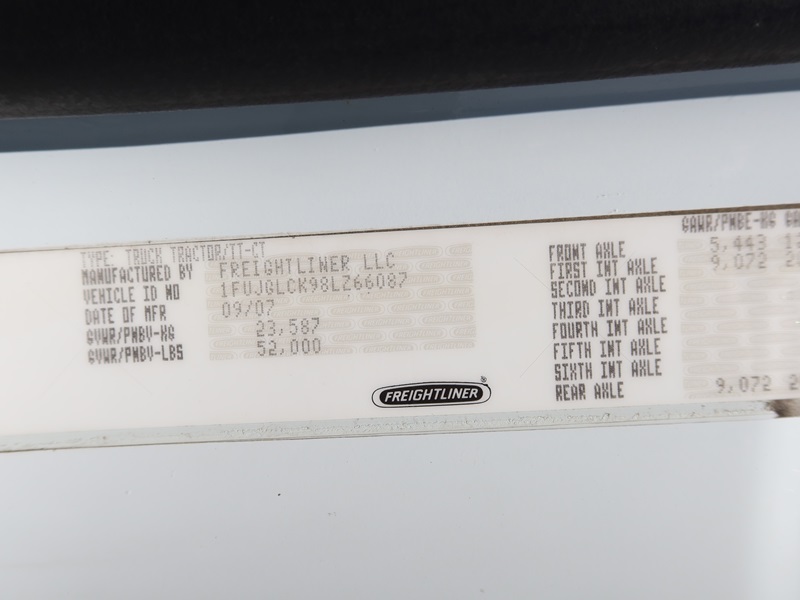 TYPE: TRUCK TRACTOR/TT-CT
MANUFACTURED BY FREIGHTLINER LLC
VEHICLE ID NO 1FUJGLCK98LZ66087
DATE OF MFR 09/07
GVWR/PNBV-KG 23,587
GVWR/PNBV-LBS 52,000
FREIGHTLINER®
GAWR/PNBE-KG
FRONT AXLE 5,443
FIRST INT AXLE 9,072
SECOND INT AXLE
THIRD INT AXLE
FOURTH INT AXLE
FIFTH INT AXLE
SIXTH INT AXLE
REAR AXLE 9,072